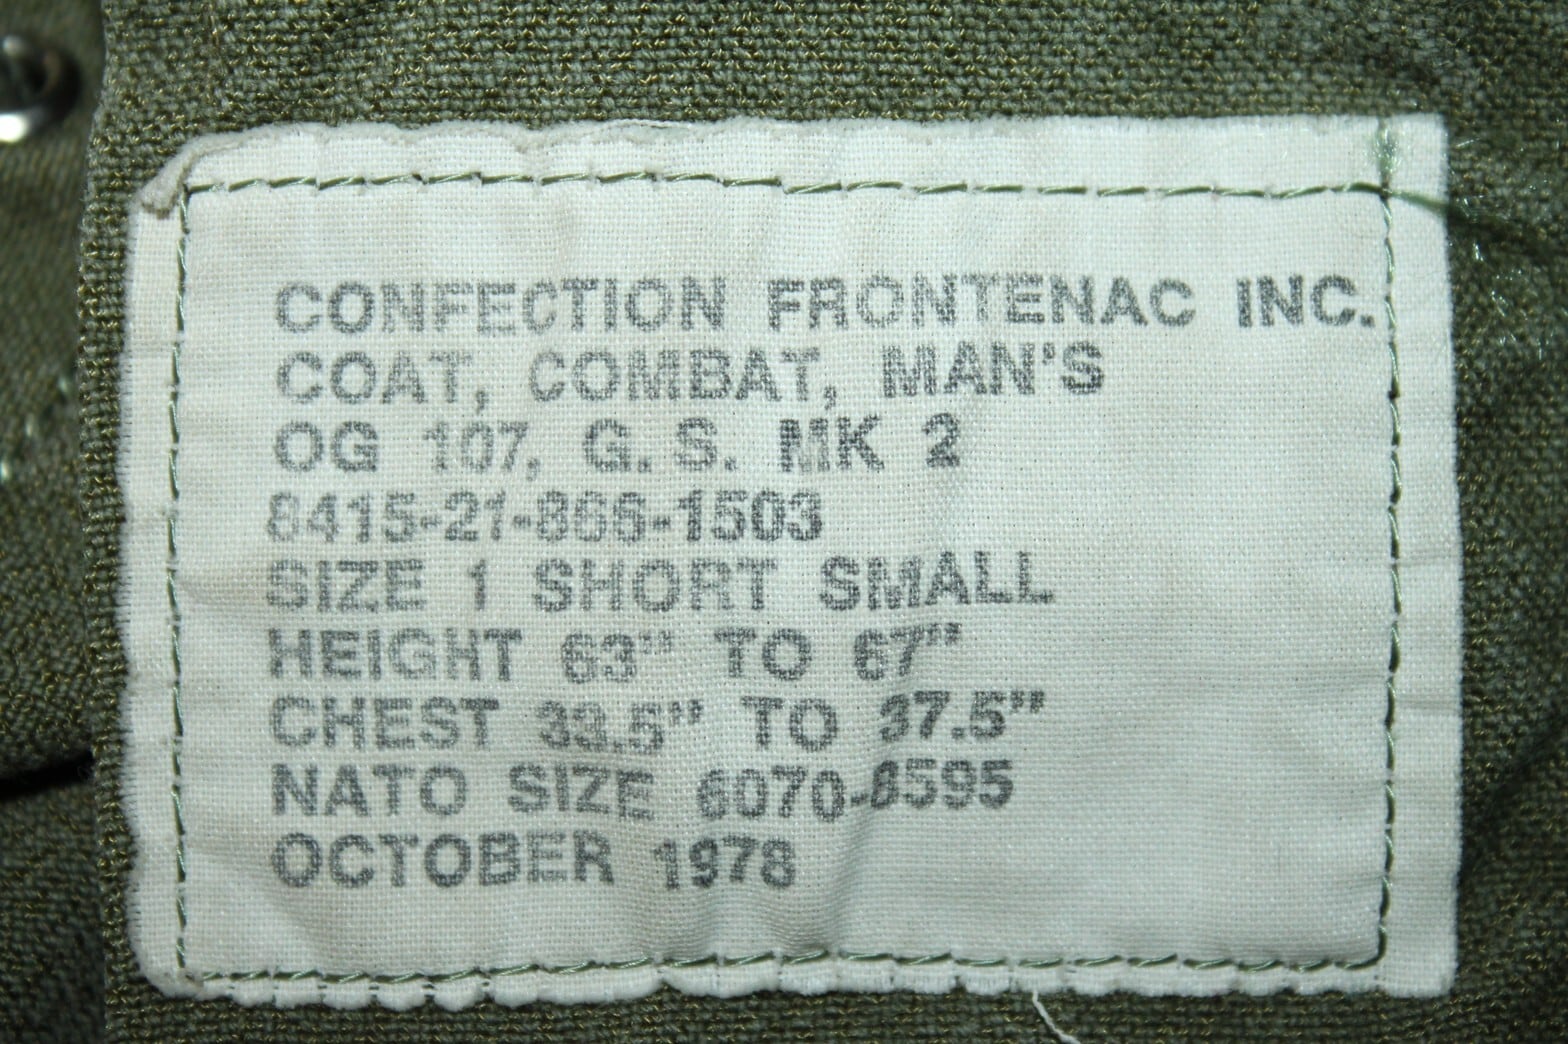 CONFECTION FRONTENAC INC.
COAT, COMBAT, MAN'S
OG 107, G.S. MK 2
8415-21-866-1503
SIZE 1 SHORT SMALL
HEIGHT 63" TO 67"
CHEST 33.5" TO 37.5"
NATO SIZE 6070-8595
OCTOBER 1978